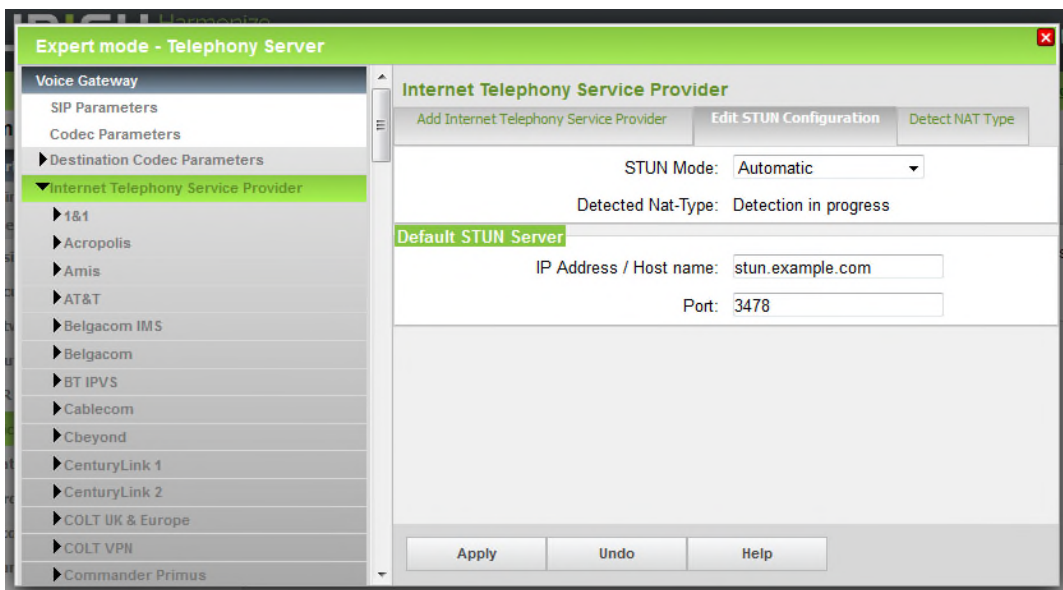 Harmonize
Expert mode - Telephony Server
Voice Gateway
SIP Parameters
Codec Parameters
Destination Codec Parameters
Internet Telephony Service Provider
1&1
Acropolis
Amis
AT&T
Belgacom IMS
Belgacom
BT IPVS
Cablecom
Cbeyond
CenturyLink 1
CenturyLink 2
COLT UK & Europe
COLT VPN
Commander Primus
Internet Telephony Service Provider
Add Internet Telephony Service Provider
Edit STUN Configuration
Detect NAT Type
STUN Mode: Automatic
Detected Nat-Type: Detection in progress
Default STUN Server
IP Address / Host name: stun.example.com
Port: 3478
Apply Undo Help